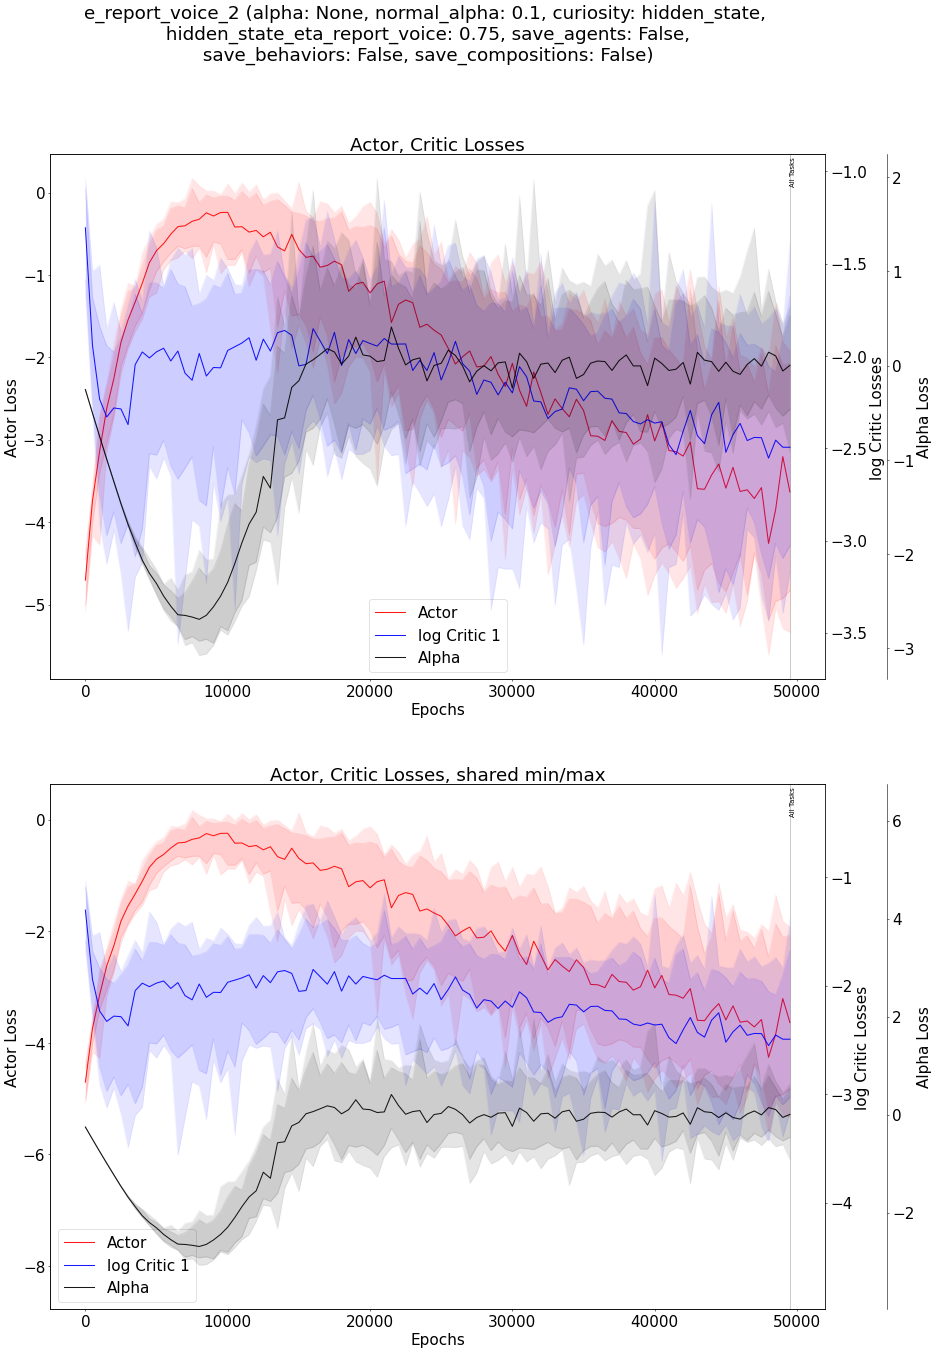 e_report_voice_2 (alpha: None, normal_alpha: 0.1, curiosity: hidden_state,
hidden_state_eta_report_voice: 0.75, save_agents: False,
save_behaviors: False, save_compositions: False)
Actor, Critic Losses
All Tasks
0
−1
−2
−3
−4
−5
Actor Loss
−1.0
−1.5
−2.0
−2.5
−3.0
−3.5
log Critic Losses
2
1
0
−1
−2
−3
Alpha Loss
Actor
log Critic 1
Alpha
0
10000
20000
30000
40000
50000
Epochs
Actor, Critic Losses, shared min/max
All Tasks
0
−2
−4
−6
−8
Actor Loss
−1
−2
−3
−4
log Critic Losses
6
4
2
0
−2
Alpha Loss
Actor
log Critic 1
Alpha
0
10000
20000
30000
40000
50000
Epochs